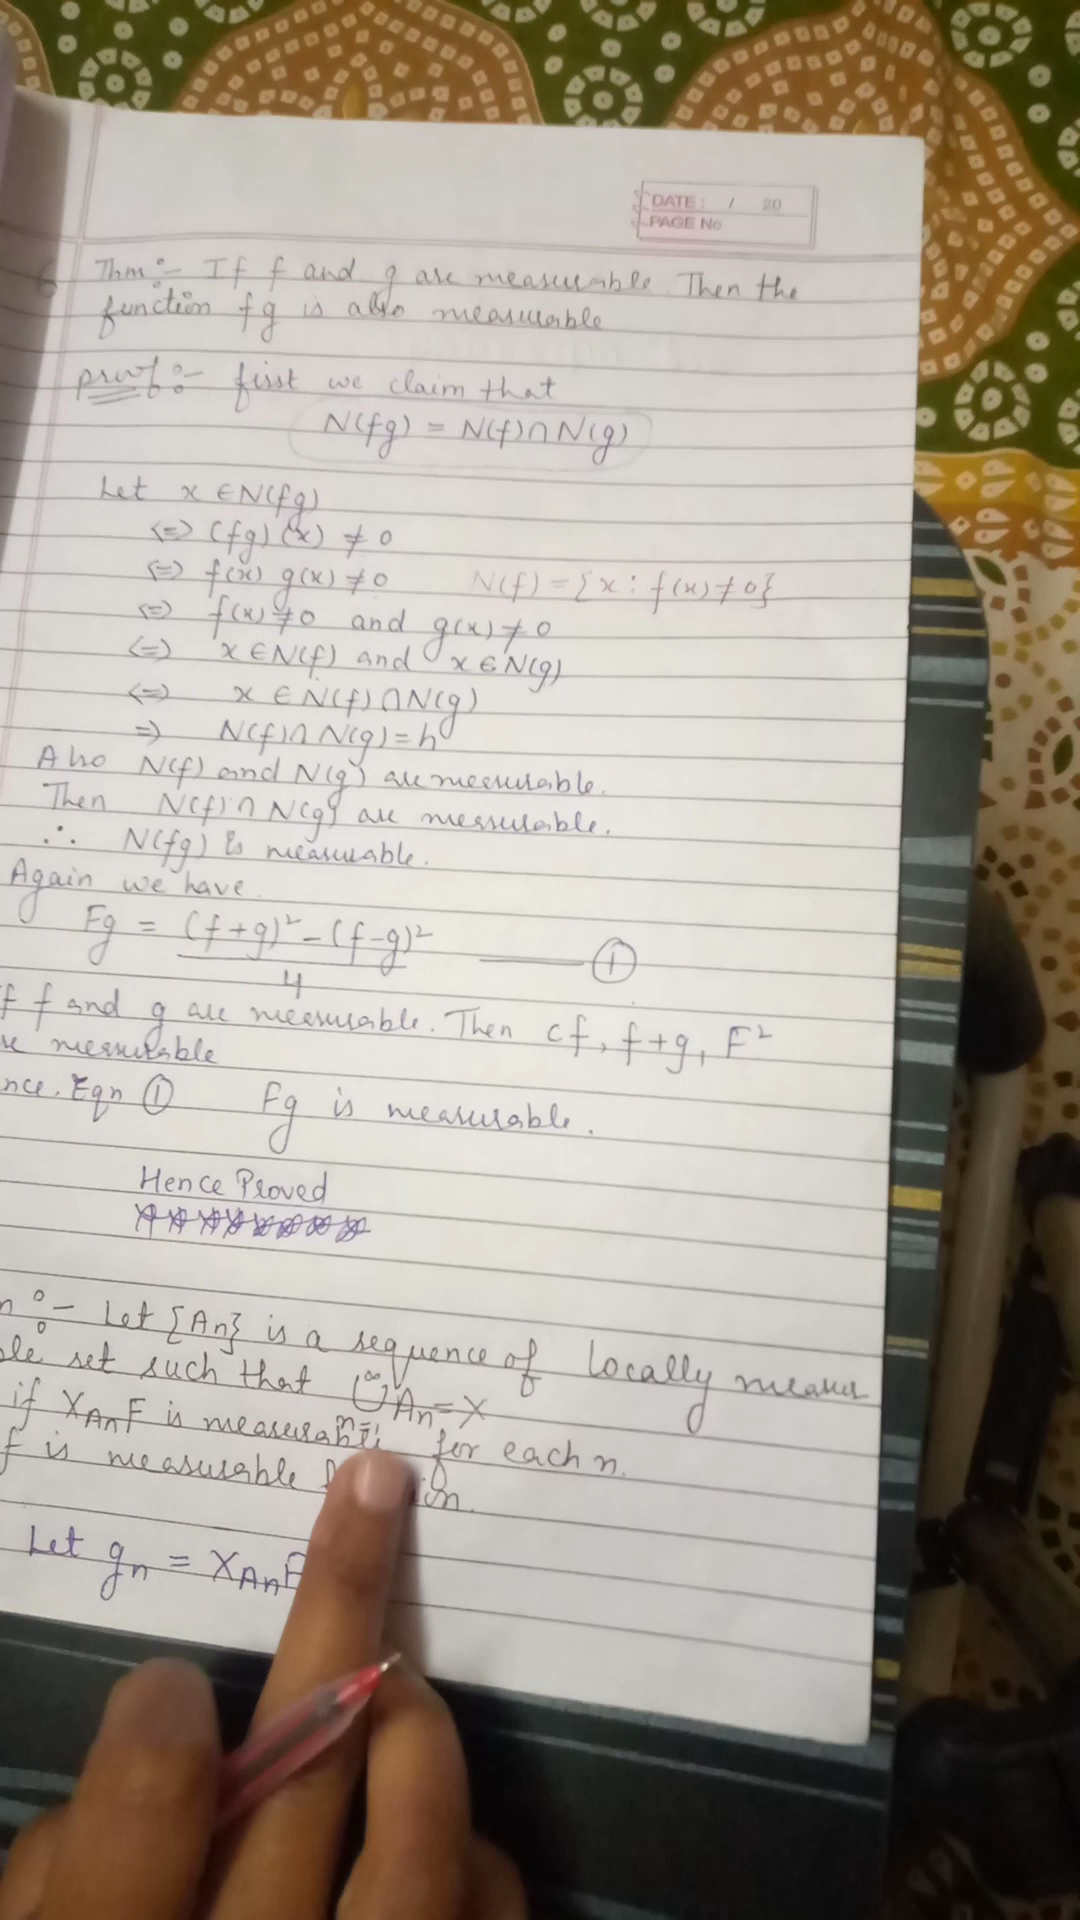 DATE: / 20
PAGE No
Thm:- If f and g are measurable. Then the
function fg is also measurable
proof:- first we claim that
N(fg) = N(f)∩N(g)
Let x ∈N(fg)
<=> (fg)(x) ≠ 0
<=> f(x) g(x) ≠ 0 N(f) = {x : f(x) ≠ 0}
<=> f(x) ≠ 0 and g(x) ≠ 0
<=> x ∈N(f) and x ∈ N(g)
<=> x ∈ N(f)∩N(g)
=> N(f)∩N(g) = h
Also N(f) and N(g) are measurable.
Then N(f)∩N(g) are measurable.
∴ N(fg) is measurable.
Again we have
Fg = (f+g)² - (f-g)² ——— ①
4
f f and g are measurable. Then cf, f+g, F²
measurable
nce. Eqn ① Fg is measurable.
Hence Proved
n :- Let {An} is a sequence of locally measur
ble set such that ∞∪n=1 An = X
if XAnF is measurable for each n.
f is measurable
Let gn = XAnF